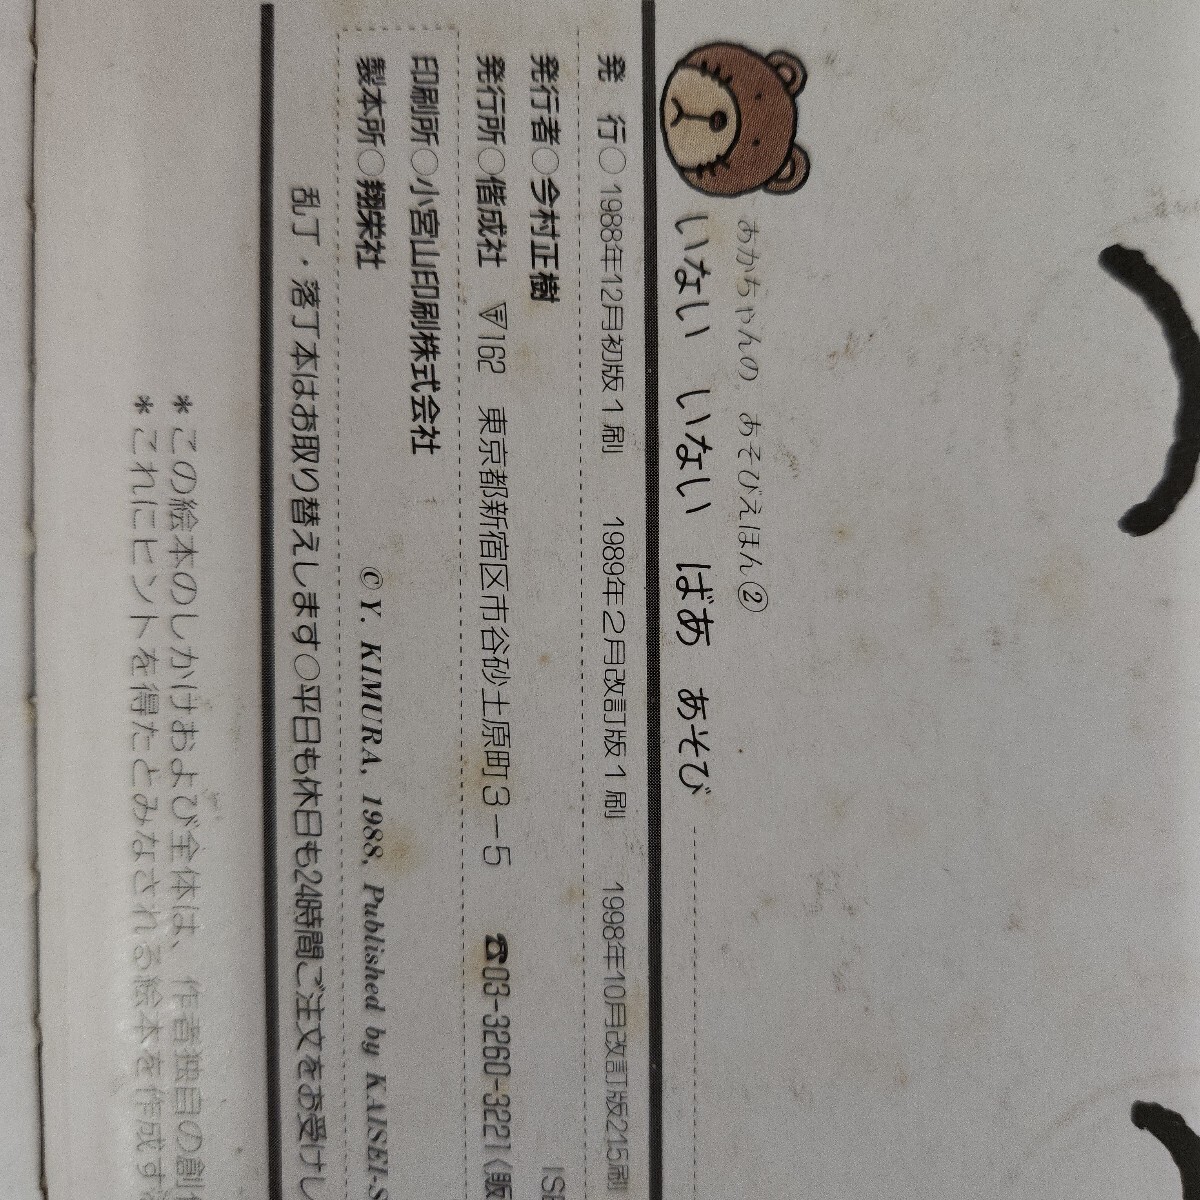 あかちゃんの あそびえほん②
いない いない ばあ あそび
発 行○1988年12月初版1刷 1989年2月改訂版1刷 1998年10月改訂版215刷
発行者○今村正樹
発行所○偕成社 〒162 東京都新宿区市谷砂土原町3-5 ☎03-3260-3221〈販
印刷所○小宮山印刷株式会社
製本所○翔栄社 ©Y. KIMURA, 1988, Published by KAISEI-S
乱丁・落丁本はお取り替えします○平日も休日も24時間ご注文をお受けし
＊この絵本のしかけおよび全体は、作者独自の創作
＊これにヒントを得たとみなされる絵本を作成す